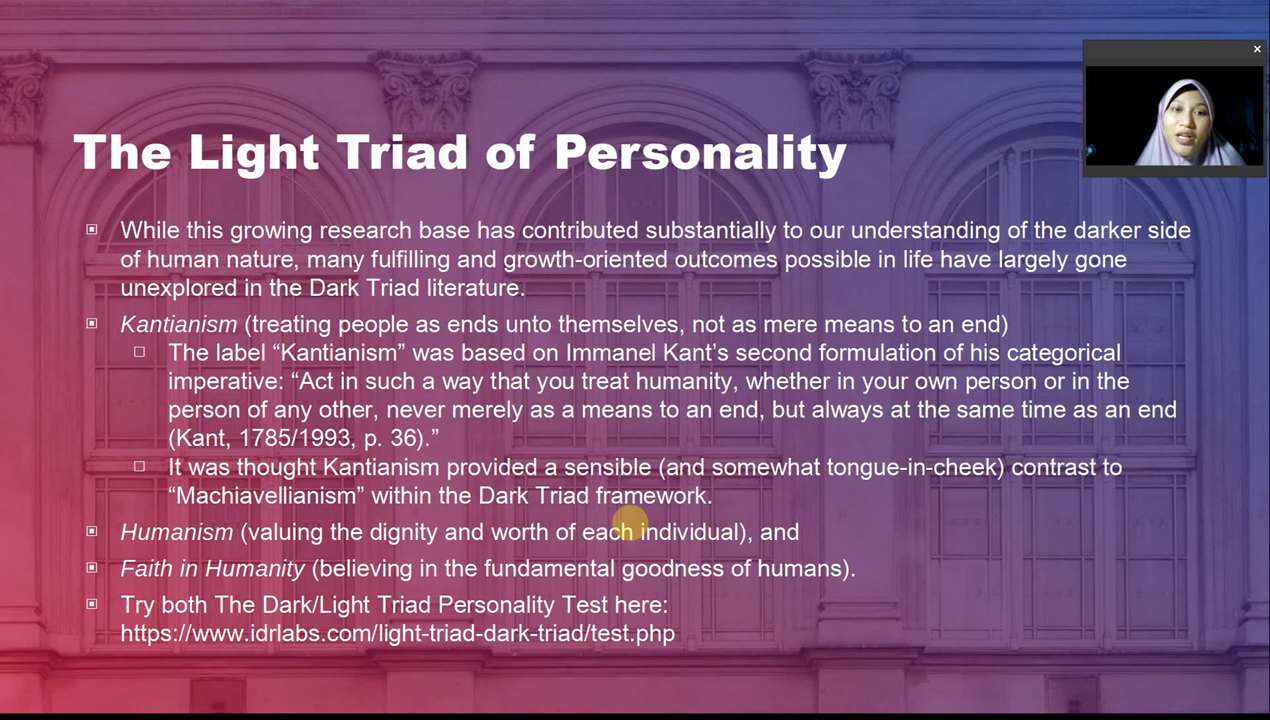 The Light Triad of Personality
While this growing research base has contributed substantially to our understanding of the darker side
of human nature, many fulfilling and growth-oriented outcomes possible in life have largely gone
unexplored in the Dark Triad literature.
Kantianism (treating people as ends unto themselves, not as mere means to an end)
The label “Kantianism” was based on Immanel Kant’s second formulation of his categorical
imperative: “Act in such a way that you treat humanity, whether in your own person or in the
person of any other, never merely as a means to an end, but always at the same time as an end
(Kant, 1785/1993, p. 36).”
It was thought Kantianism provided a sensible (and somewhat tongue-in-cheek) contrast to
“Machiavellianism” within the Dark Triad framework.
Humanism (valuing the dignity and worth of each individual), and
Faith in Humanity (believing in the fundamental goodness of humans).
Try both The Dark/Light Triad Personality Test here:
https://www.idrlabs.com/light-triad-dark-triad/test.php